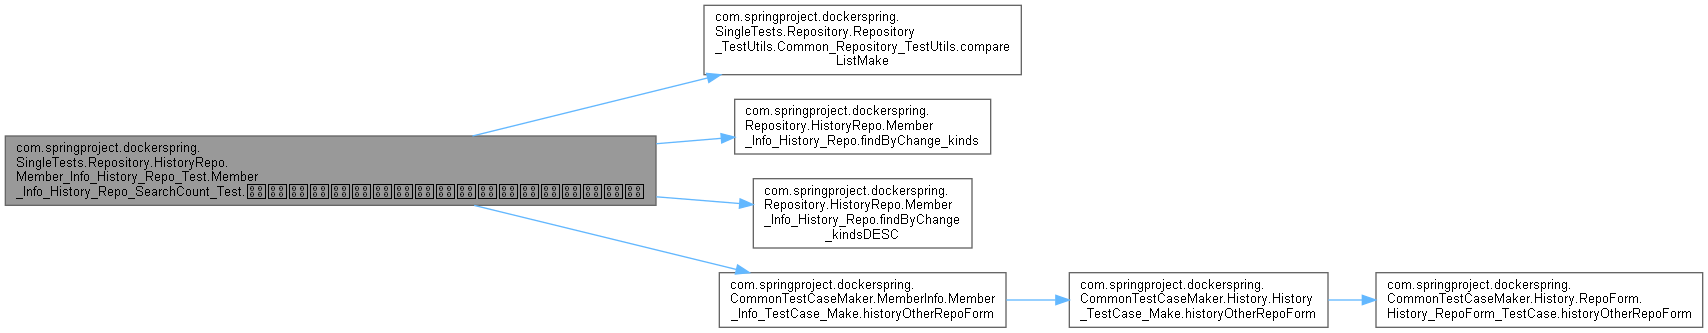 com.springproject.dockerspring.
SingleTests.Repository.Repository
_TestUtils.Common_Repository_TestUtils.compare
ListMake
com.springproject.dockerspring.
Repository.HistoryRepo.Member
_Info_History_Repo.findByChange_kinds
com.springproject.dockerspring.
SingleTests.Repository.HistoryRepo.
Member_Info_History_Repo_Test.Member
_Info_History_Repo_SearchCount_Test.
com.springproject.dockerspring.
Repository.HistoryRepo.Member
_Info_History_Repo.findByChange
_kindsDESC
com.springproject.dockerspring.
CommonTestCaseMaker.MemberInfo.Member
_Info_TestCase_Make.historyOtherRepoForm
com.springproject.dockerspring.
CommonTestCaseMaker.History.History
_TestCase_Make.historyOtherRepoForm
com.springproject.dockerspring.
CommonTestCaseMaker.History.RepoForm.
History_RepoForm_TestCase.historyOtherRepoForm